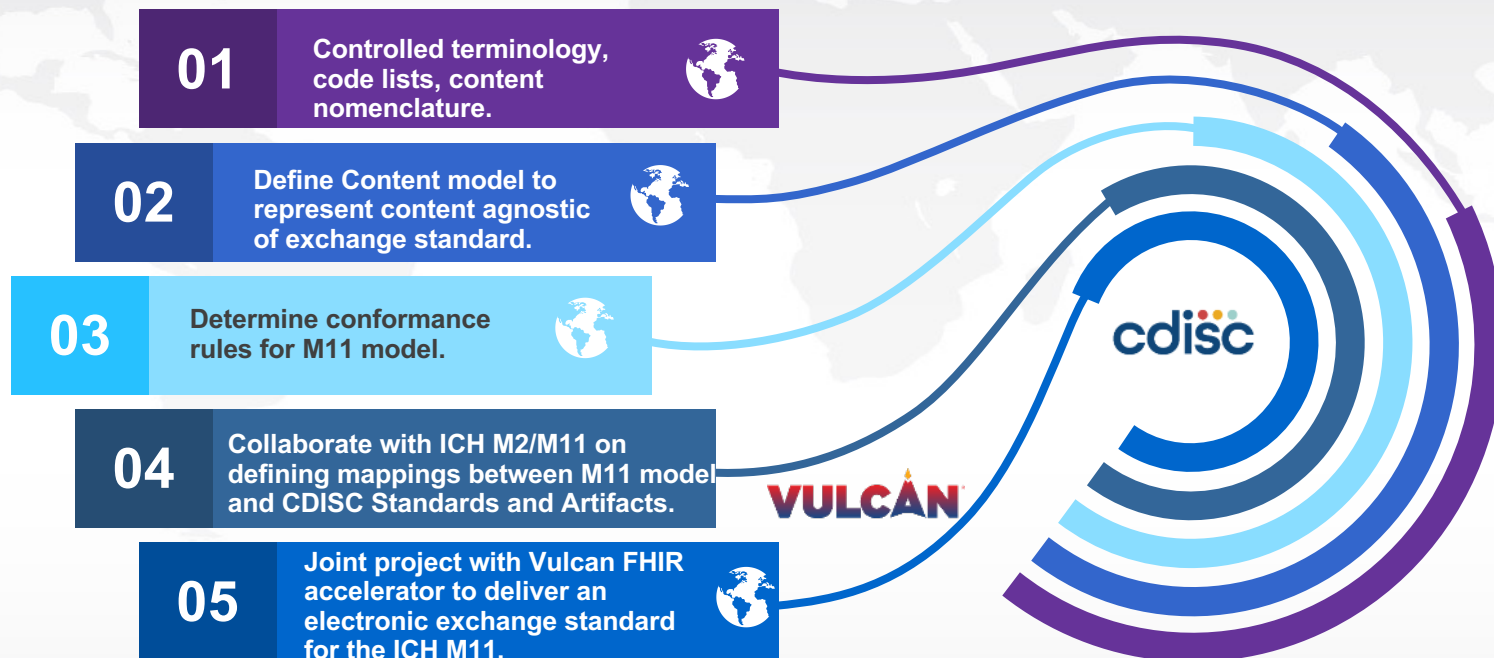 01
Controlled terminology,
code lists, content
nomenclature.
02
Define Content model to
represent content agnostic
of exchange standard.
03
Determine conformance
rules for M11 model.
04
Collaborate with ICH M2/M11 on
defining mappings between M11 model
and CDISC Standards and Artifacts.
05
Joint project with Vulcan FHIR
accelerator to deliver an
electronic exchange standard
for the ICH M11.
VULCAN
cdisc